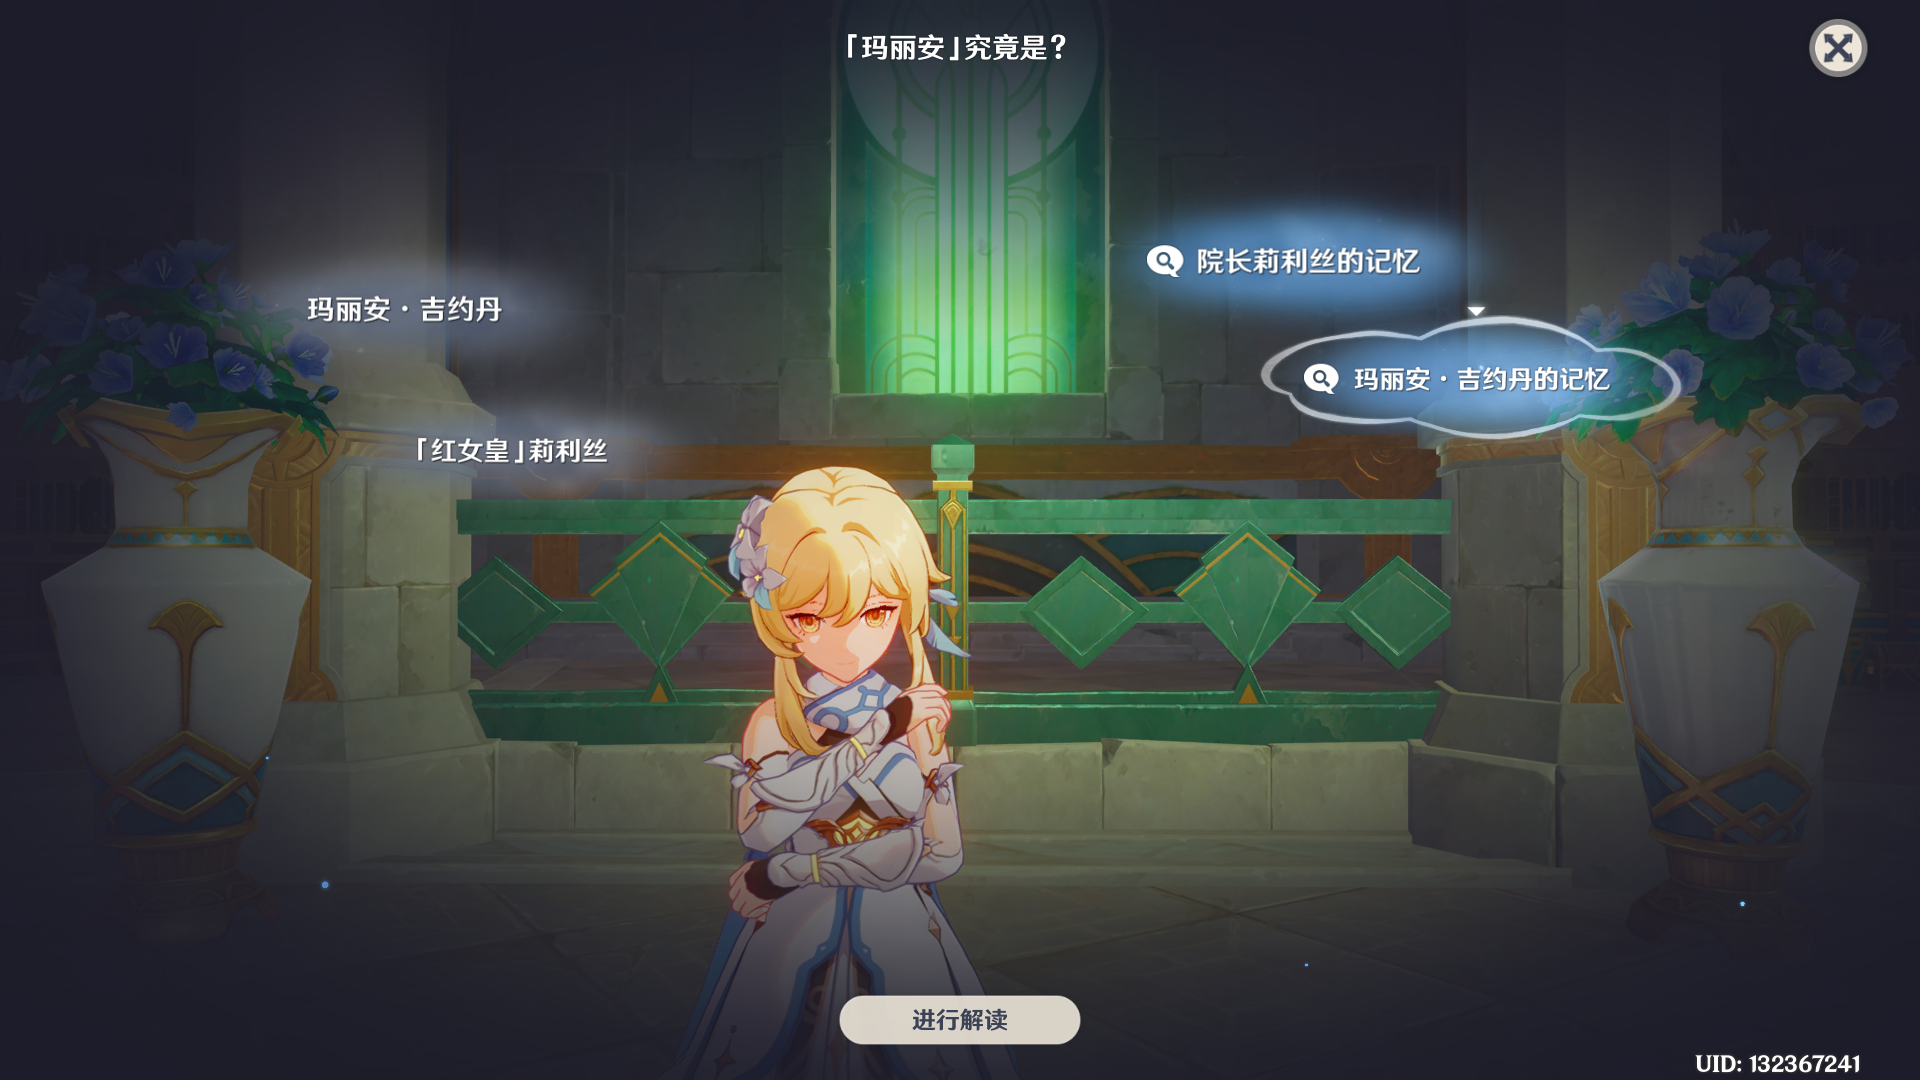 「玛丽安」究竟是？
院长莉利丝的记忆
玛丽安·吉约丹
玛丽安·吉约丹的记忆
「红女皇」莉利丝
进行解读
UID: 132367241